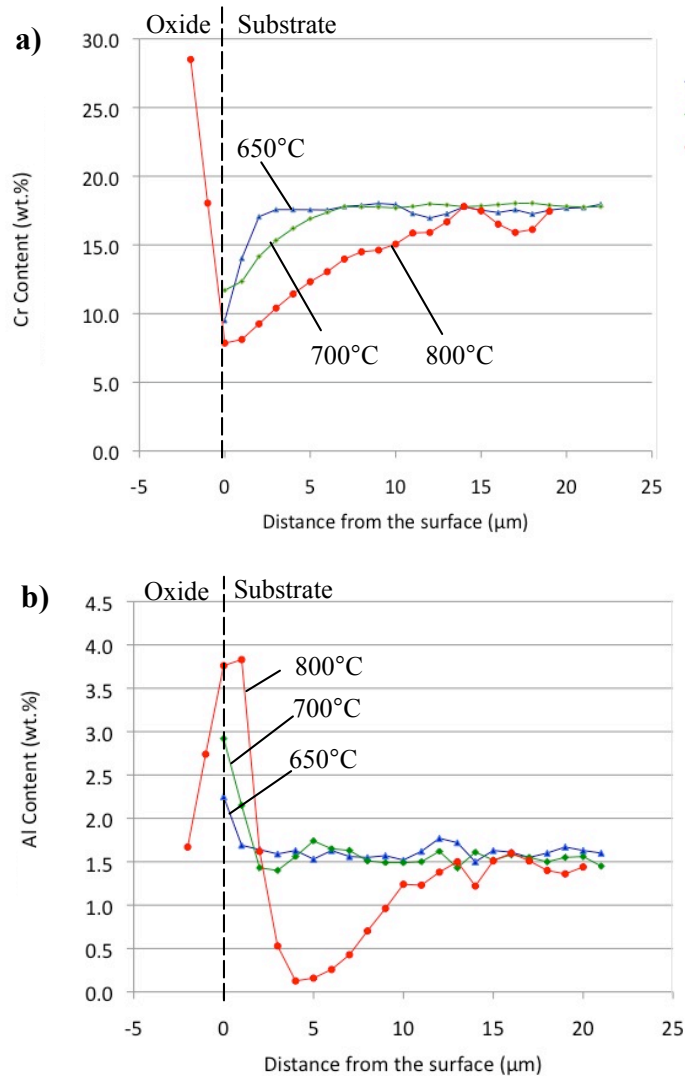 Oxide Substrate
a)
30.0
25.0
20.0
15.0
10.0
5.0
0.0
Cr Content (wt.%)
650°C
700°C
800°C
-5 0 5 10 15 20 25
Distance from the surface (µm)
Oxide Substrate
b)
4.5
4.0
3.5
3.0
2.5
2.0
1.5
1.0
0.5
0.0
Al Content (wt.%)
800°C
700°C
650°C
-5 0 5 10 15 20 25
Distance from the surface (µm)